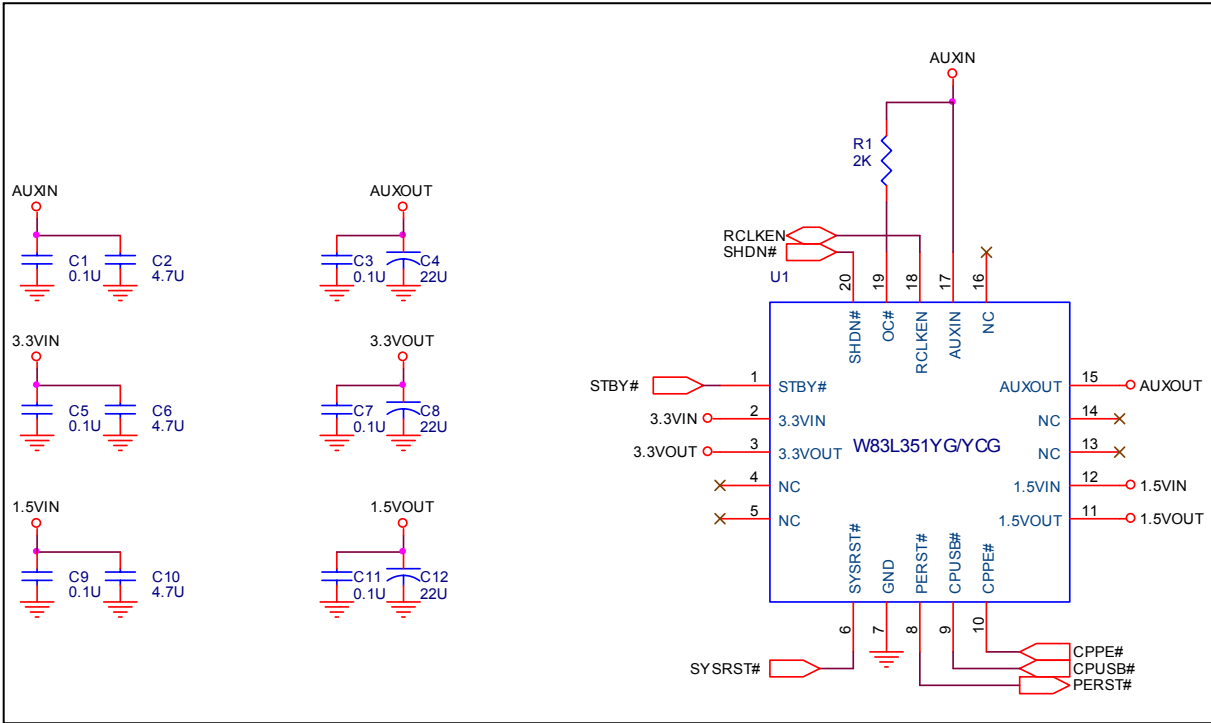 AUXIN
R1
2K
AUXIN
AUXOUT
C1
0.1U
C2
4.7U
C3
0.1U
C4
22U
RCLKEN
SHDN#
U1
20
19
18
17
16
SHDN#
OC#
RCLKEN
AUXIN
NC
3.3VIN
3.3VOUT
C5
0.1U
C6
4.7U
C7
0.1U
C8
22U
STBY#
1
STBY#
3.3VIN
2
3.3VIN
3.3VOUT
3
3.3VOUT
4
NC
5
NC
W83L351YG/YCG
AUXOUT
15
AUXOUT
NC
14
NC
13
1.5VIN
12
1.5VIN
1.5VOUT
11
1.5VOUT
1.5VIN
1.5VOUT
C9
0.1U
C10
4.7U
C11
0.1U
C12
22U
SYSRST#
GND
PERST#
CPUSB#
CPPE#
6
7
8
9
10
SYSRST#
CPPE#
CPUSB#
PERST#